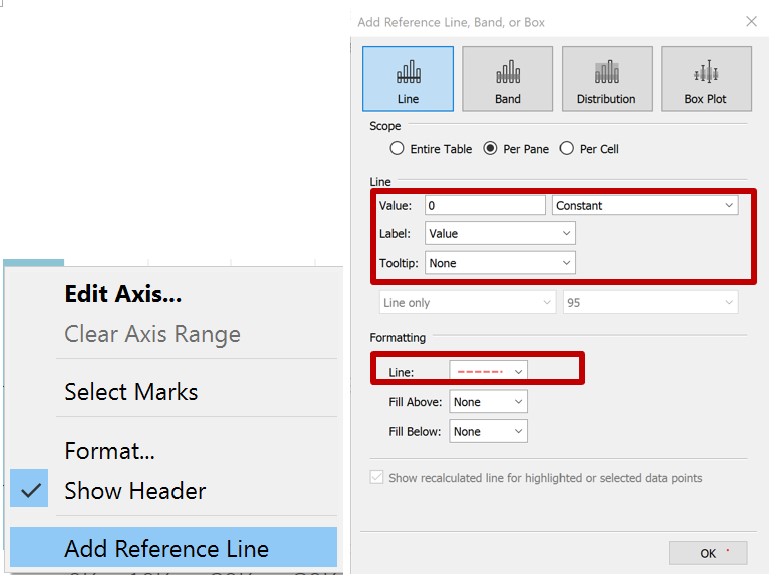 Add Reference Line, Band, or Box
Line
Band
Distribution
Box Plot
Scope
Entire Table
Per Pane
Per Cell
Line
Value: 0 Constant
Label: Value
Tooltip: None
Line only 95
Formatting
Line:
Fill Above: None
Fill Below: None
Show recalculated line for highlighted or selected data points
OK
Edit Axis...
Clear Axis Range
Select Marks
Format...
Show Header
Add Reference Line